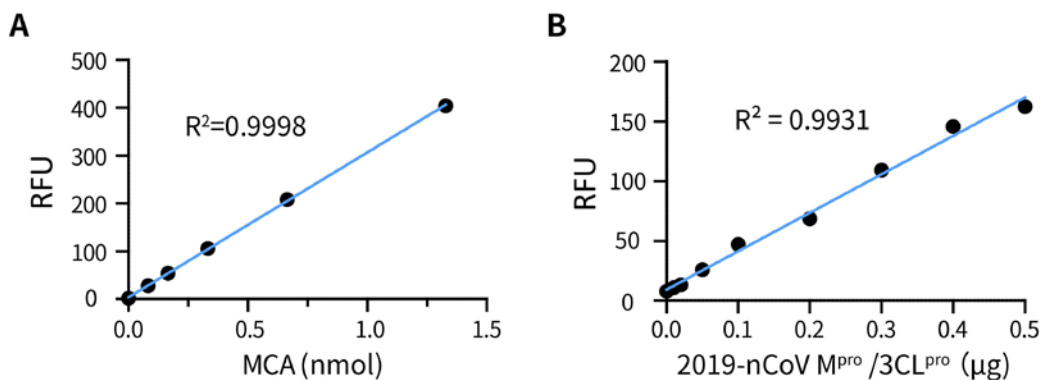 A
500
400
300
200
100
0
RFU
R²=0.9998
0.0
0.5
1.0
1.5
MCA (nmol)
B
200
150
100
50
0
RFU
R² = 0.9931
0.0
0.1
0.2
0.3
0.4
0.5
2019-nCoV Mᵖʳᵒ /3CLᵖʳᵒ (μg)